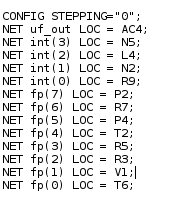 CONFIG STEPPING="0";
NET uf_out LOC = AC4;
NET int(3) LOC = N5;
NET int(2) LOC = L4;
NET int(1) LOC = N2;
NET int(0) LOC = R9;
NET fp(7) LOC = P2;
NET fp(6) LOC = R7;
NET fp(5) LOC = P4;
NET fp(4) LOC = T2;
NET fp(3) LOC = R5;
NET fp(2) LOC = R3;
NET fp(1) LOC = V1;
NET fp(0) LOC = T6;